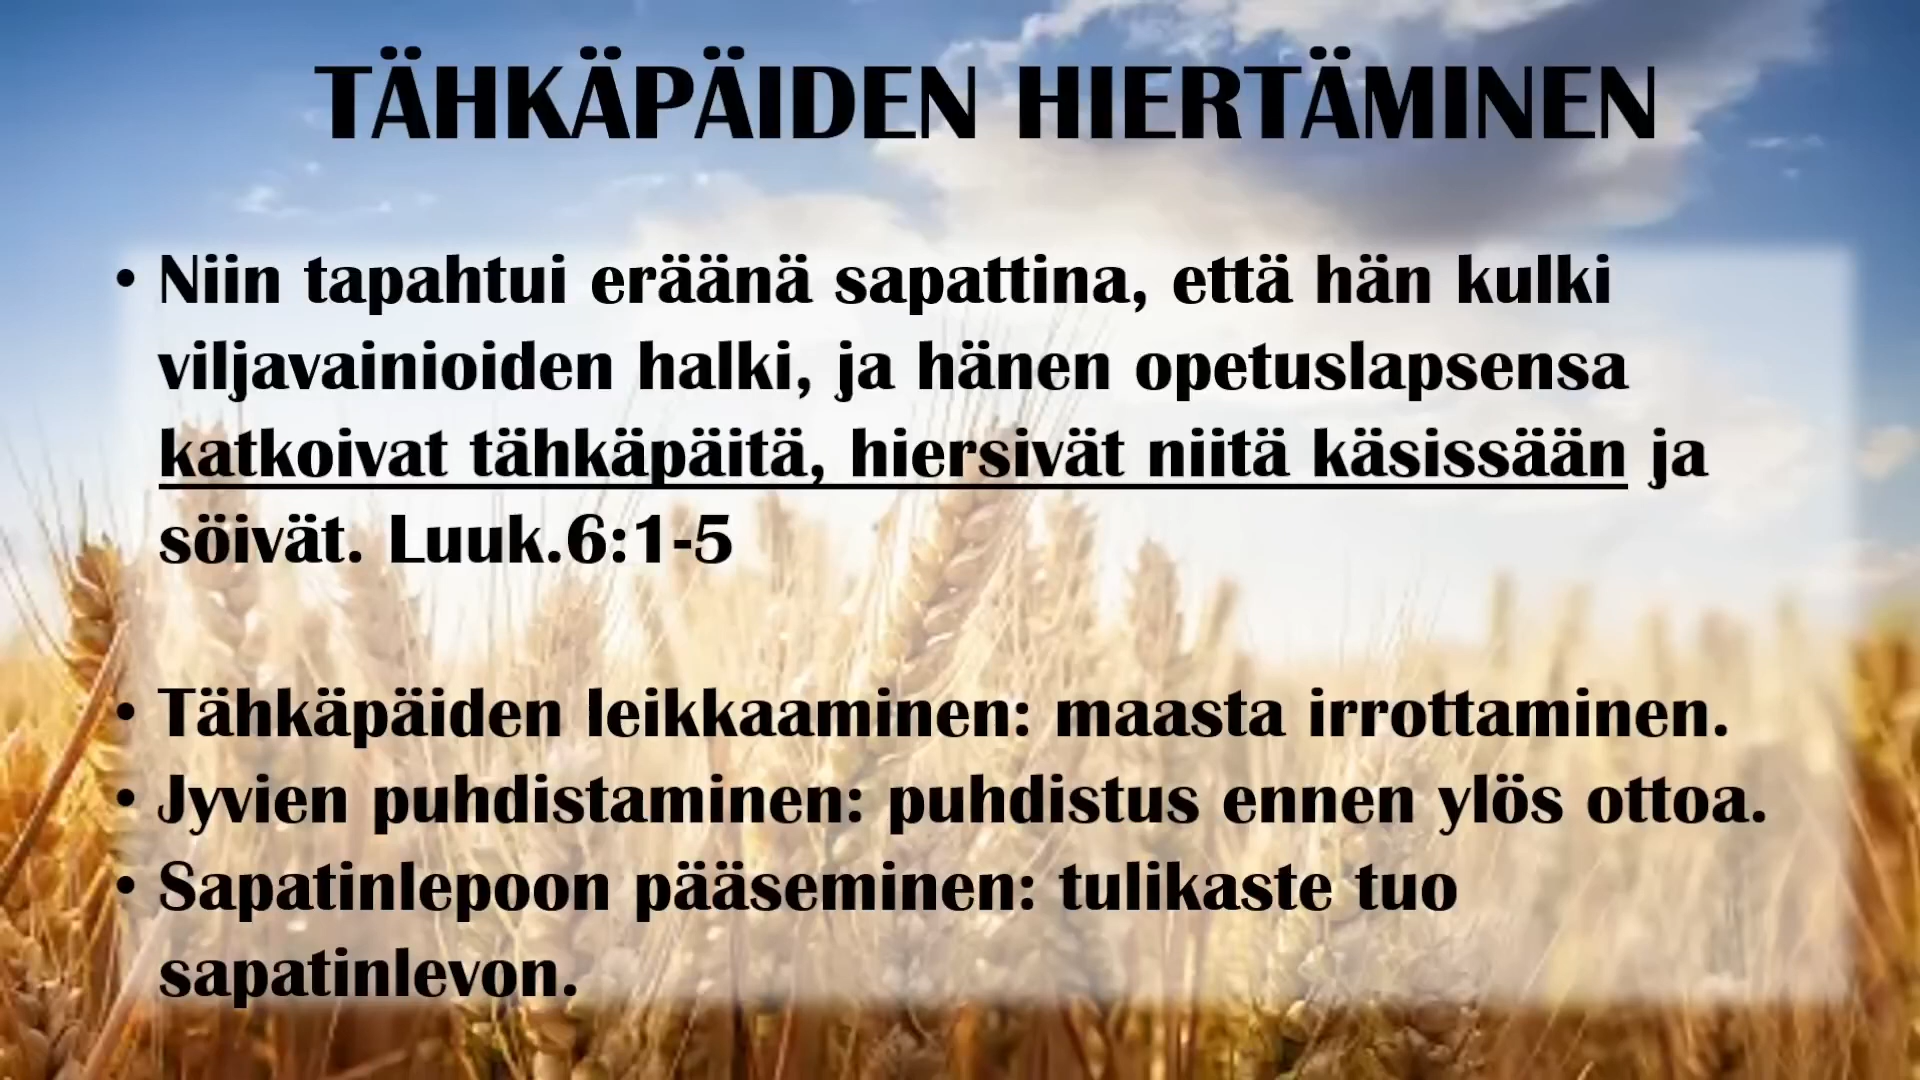 TÄHKÄPÄIDEN HIERTÄMINEN
• Niin tapahtui eräänä sapattina, että hän kulki
viljavainioiden halki, ja hänen opetuslapsensa
katkoivat tähkäpäitä, hiersivät niitä käsissään ja
söivät. Luuk.6:1-5
• Tähkäpäiden leikkaaminen: maasta irrottaminen.
• Jyvien puhdistaminen: puhdistus ennen ylös ottoa.
• Sapatinlepoon pääseminen: tulikaste tuo
sapatinlevon.